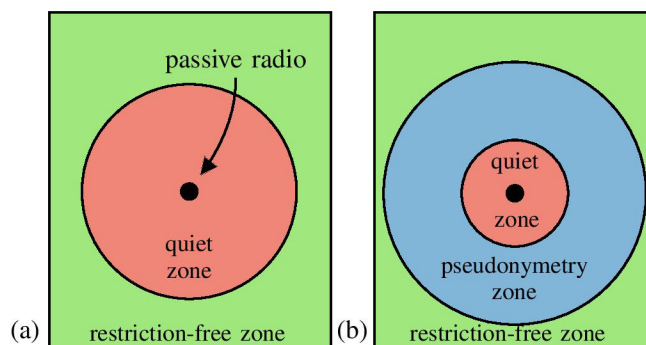 passive radio
quiet
zone
(a)
restriction-free zone
quiet
zone
pseudonymetry
zone
(b)
restriction-free zone